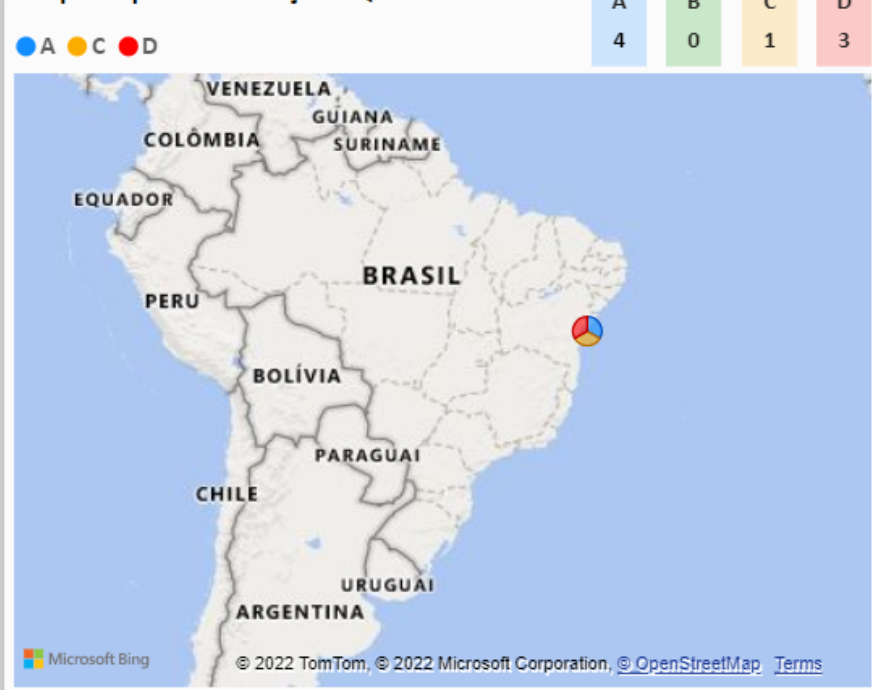 A B C D
A C D
4 0 1 3
VENEZUELA
GUIANA
COLÔMBIA
SURINAME
EQUADOR
BRASIL
PERU
BOLÍVIA
PARAGUAI
CHILE
URUGUAI
ARGENTINA
Microsoft Bing
© 2022 TomTom, © 2022 Microsoft Corporation, © OpenStreetMap Terms